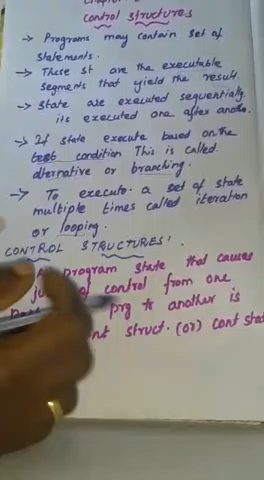 Control structures
→ Programs may contain set of
statements.
→ These st are the executable
segments that yield the result.
→ State are executed sequentially
its executed one after
→ If state execute based on the
test condition This is called
alternative or branching.
→ To execute a set of state
multiple times called iteration
or looping.
CONTROL STRUCTURES:
program state that causes
of control from one
prg to another is
struct. (or) cont stat